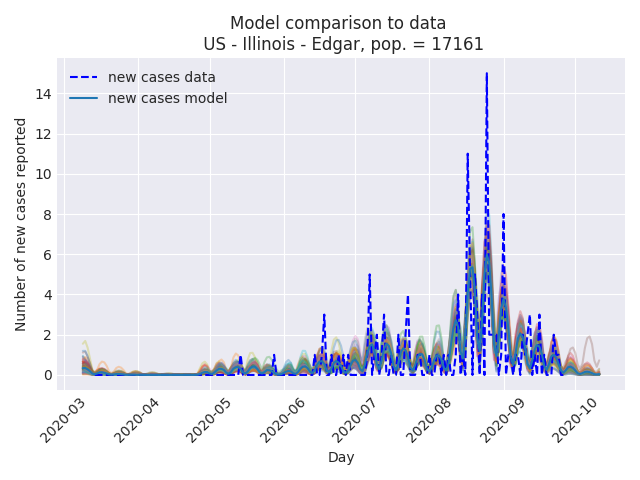 Model comparison to data
US - Illinois - Edgar, pop. = 17161
new cases data
new cases model
Number of new cases reported
14
12
10
8
6
4
2
0
2020-03
2020-04
2020-05
2020-06
2020-07
2020-08
2020-09
2020-10
Day